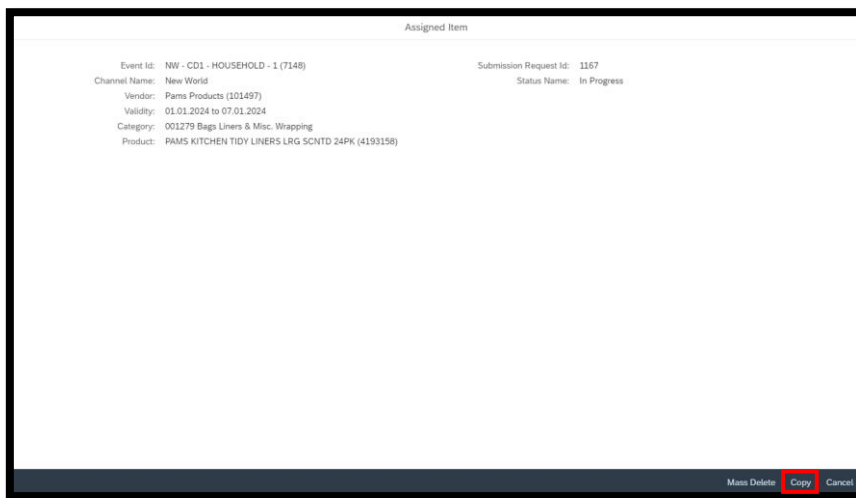 Assigned Item
Event Id: NW - CD1 - HOUSEHOLD - 1 (7148)
Channel Name: New World
Vendor: Pams Products (101497)
Validity: 01.01.2024 to 07.01.2024
Category: 001279 Bags Liners & Misc. Wrapping
Product: PAMS KITCHEN TIDY LINERS LRG SCNTD 24PK (4193158)
Submission Request Id: 1167
Status Name: In Progress
Mass Delete Copy Cancel